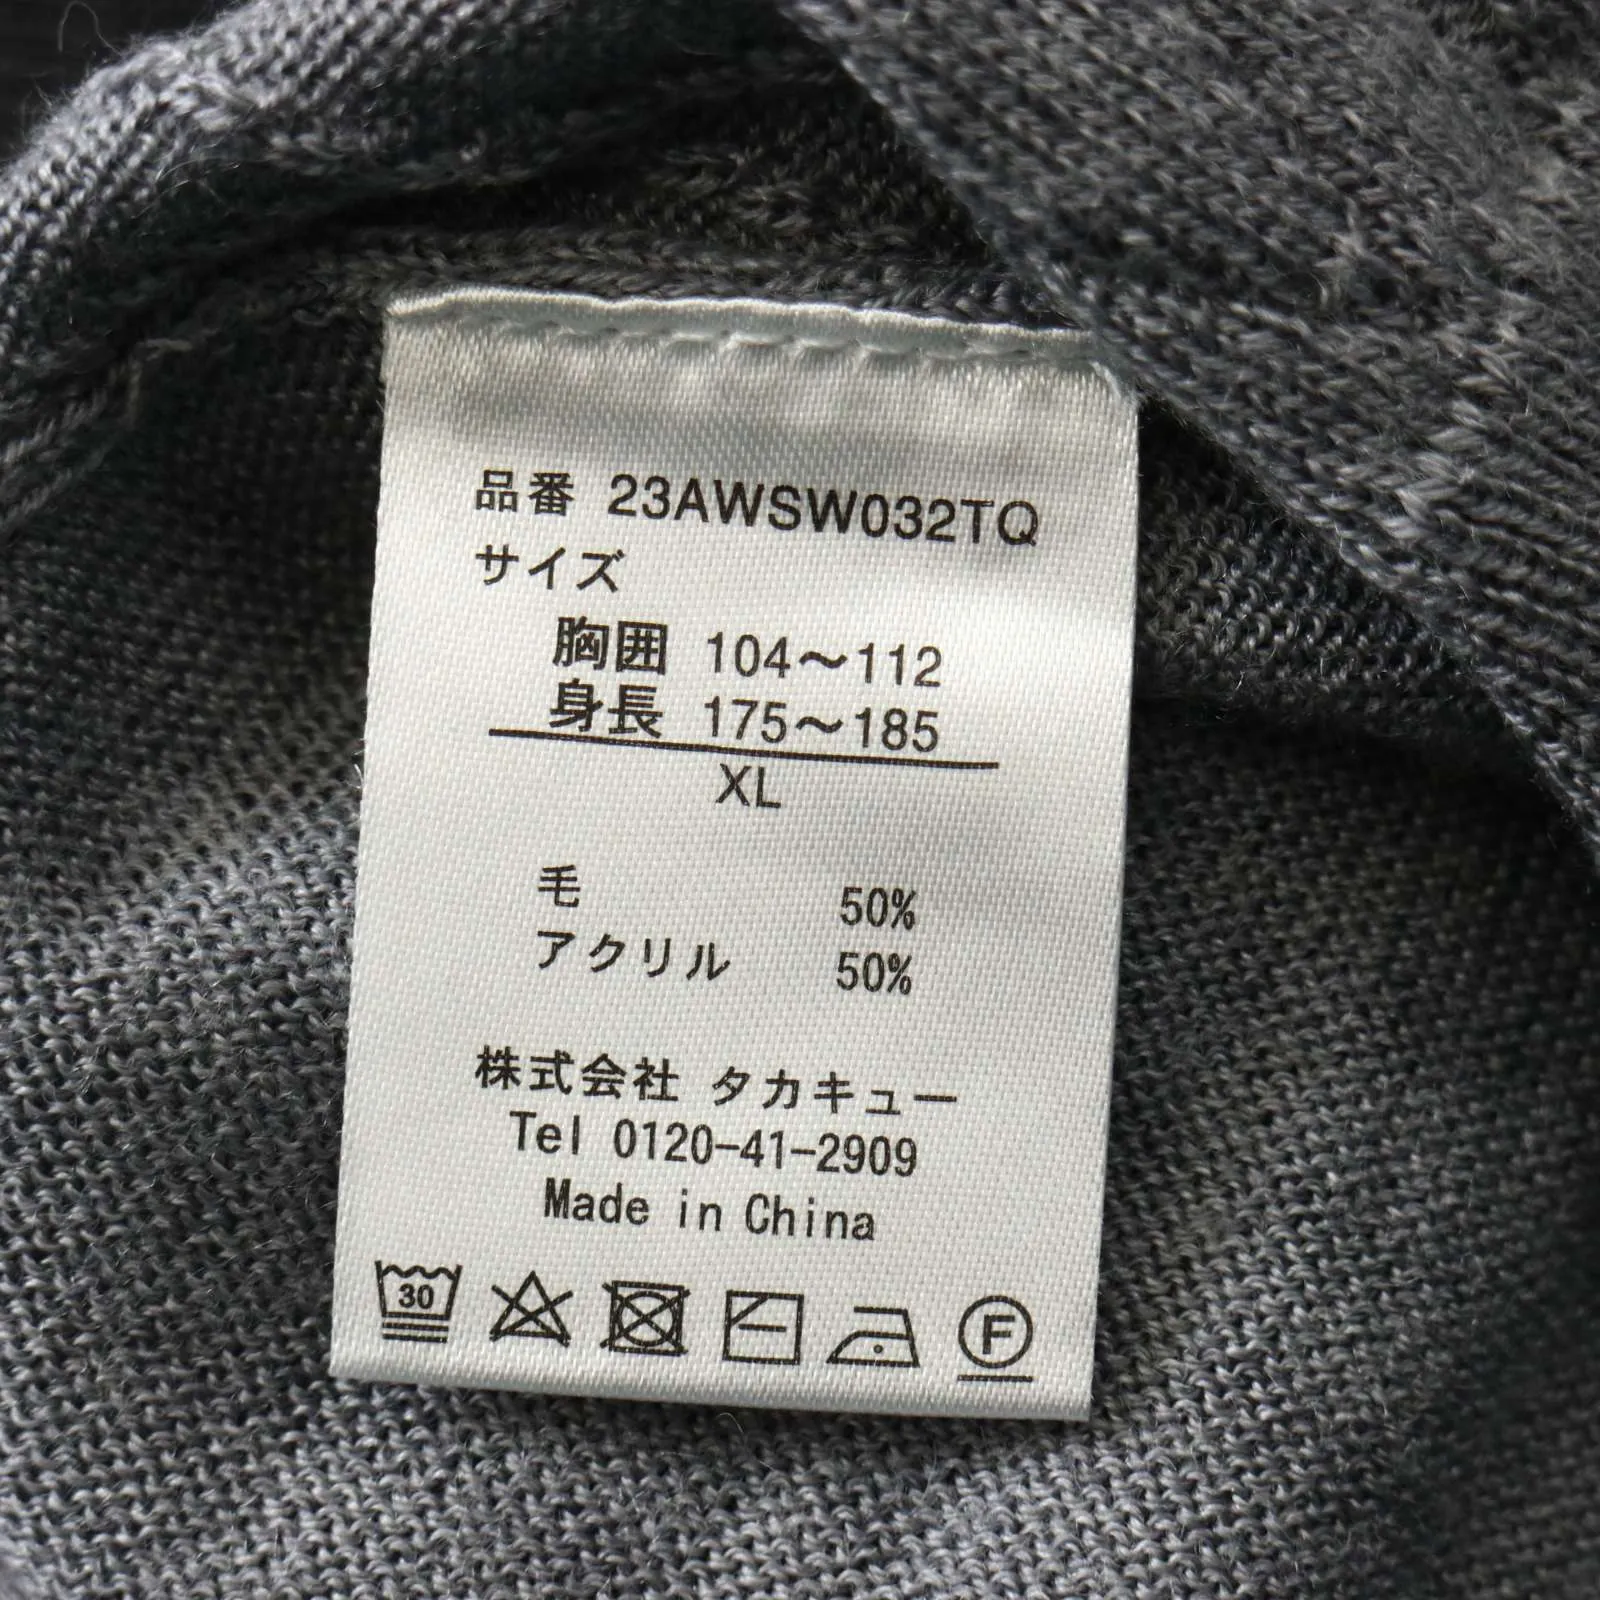 品番 23AWSW032TQ
サイズ
胸囲 104～112
身長 175～185
XL
毛 50%
アクリル 50%
株式会社 タカキュー
Tel 0120-41-2909
Made in China
30 F